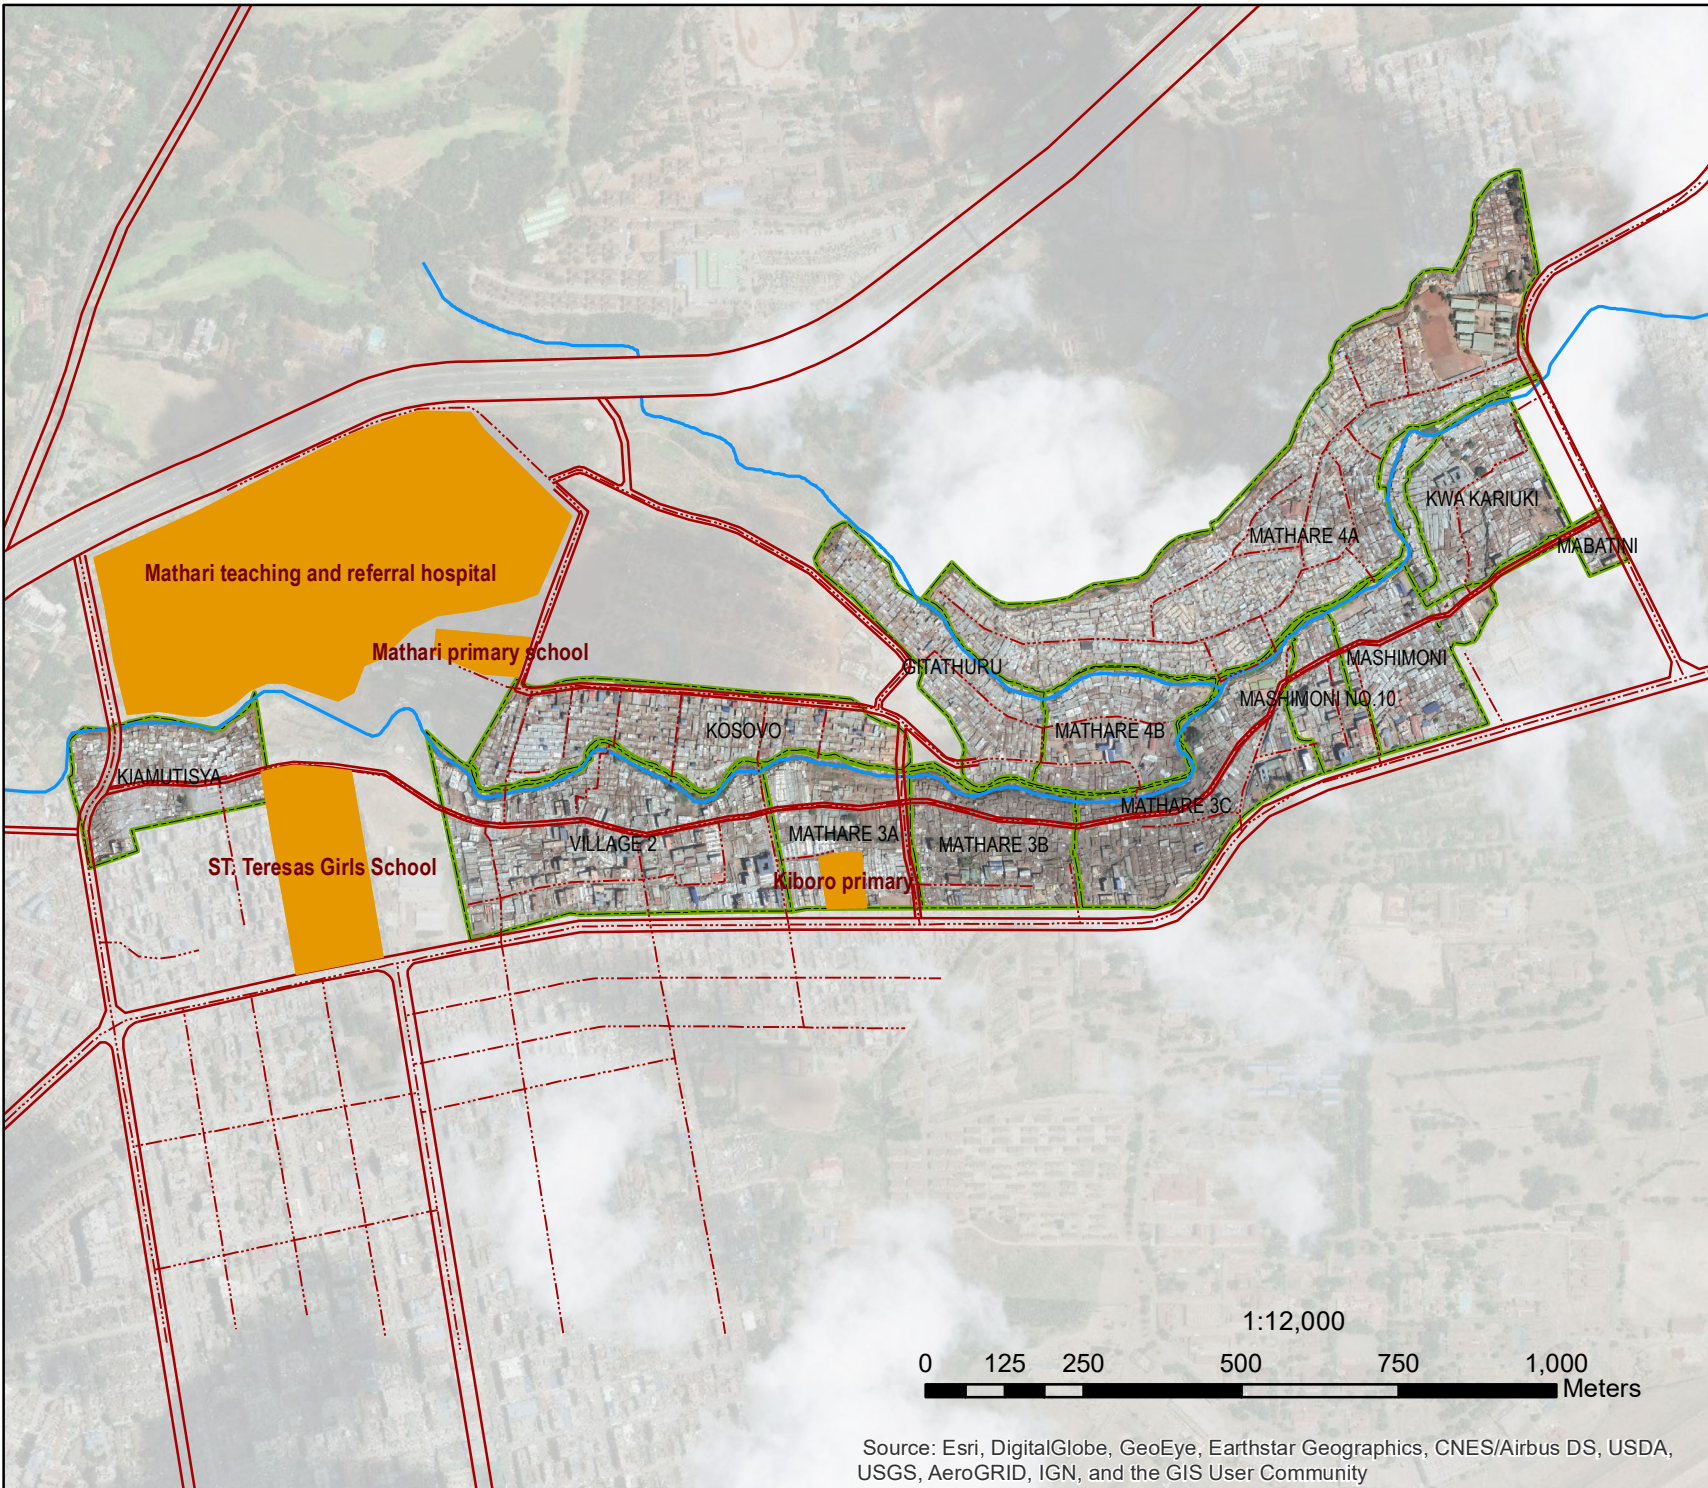 MATHARE 4A
KWA KARIUKI
MABATINI
Mathari teaching and referral hospital
Mathari primary school
GITATHURU
MASHIMONI
MASHIMONI NO.10
KOSOVO
MATHARE 4B
KIAMUTISYA
MATHARE 3C
VILLAGE 2
MATHARE 3A
MATHARE 3B
ST. Teresas Girls School
Kiboro primary
1:12,000
0 125 250 500 750 1,000
Meters
Source: Esri, DigitalGlobe, GeoEye, Earthstar Geographics, CNES/Airbus DS, USDA,
USGS, AeroGRID, IGN, and the GIS User Community